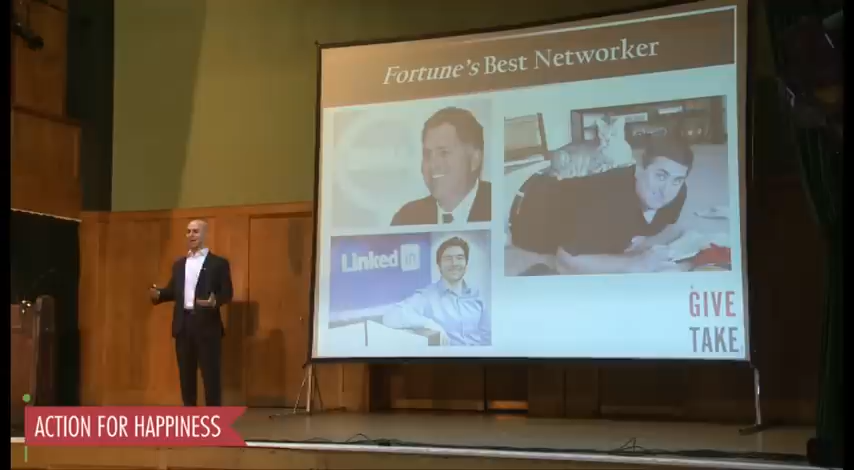 Fortune's Best Networker
Linked in
GIVE
TAKE
ACTION FOR HAPPINESS